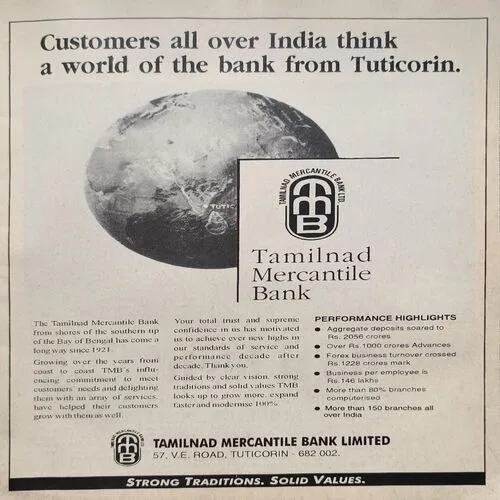 Customers all over India think
a world of the bank from Tuticorin.
TUTIC
TAMILNAD MERCANTILE BANK LTD.
TMB
Tamilnad
Mercantile
Bank
The Tamilnad Mercantile Bank
from shores of the southern up
of the Bay of Bengal has come a
long way since 1921.
Growing over the years from
coast to coast TMB's influ-
encing commitment to meet
customers' needs and delighting
them with an array of services,
have helped their customers
grow with them as well.
Your total trust and supreme
confidence in us has motivated
us to achieve ever new highs in
our standards of service and
performance decade after
decade. Thank you.
Guided by clear vision, strong
traditions and solid values TMB
looks up to grow more, expand
faster and modernise 100%.
PERFORMANCE HIGHLIGHTS
Aggregate deposits soared to
Rs. 2056 crores
Over Rs. 1000 crores Advances
Forex business turnover crossed
Rs. 1228 crores mark
Business per employee is
Rs. 146 lakhs
More than 80% branches
computerised
More than 150 branches all
over India
TAMILNAD MERCANTILE BANK LIMITED
57, V.E. ROAD, TUTICORIN - 682 002.
STRONG TRADITIONS. SOLID VALUES.